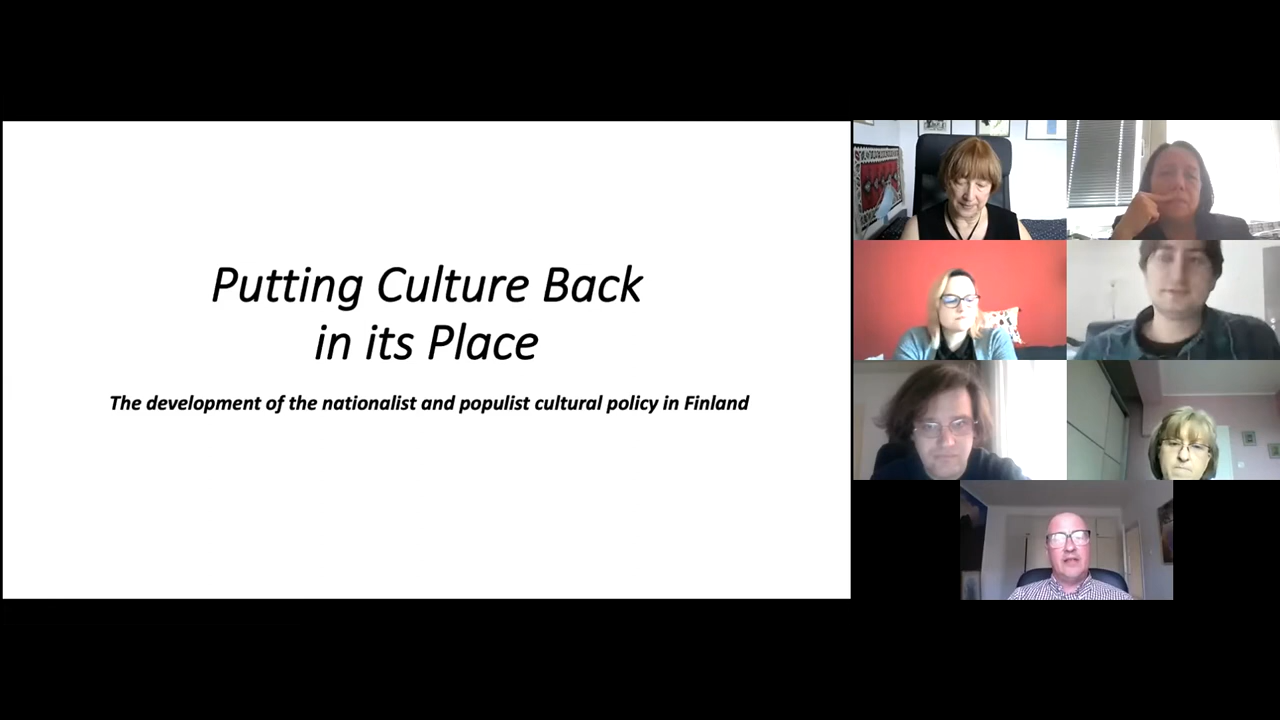 Putting Culture Back
in its Place
The development of the nationalist and populist cultural policy in Finland